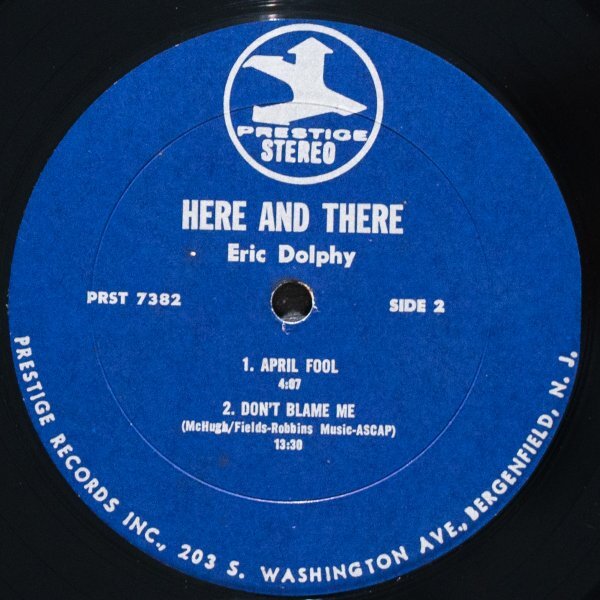 PRESTIGE
STEREO
HERE AND THERE
Eric Dolphy
PRST 7382
SIDE 2
1. APRIL FOOL
4:07
2. DON'T BLAME ME
(McHugh/Fields-Robbins Music-ASCAP)
13:30
PRESTIGE RECORDS INC., 203 S. WASHINGTON AVE., BERGENFIELD, N. J.